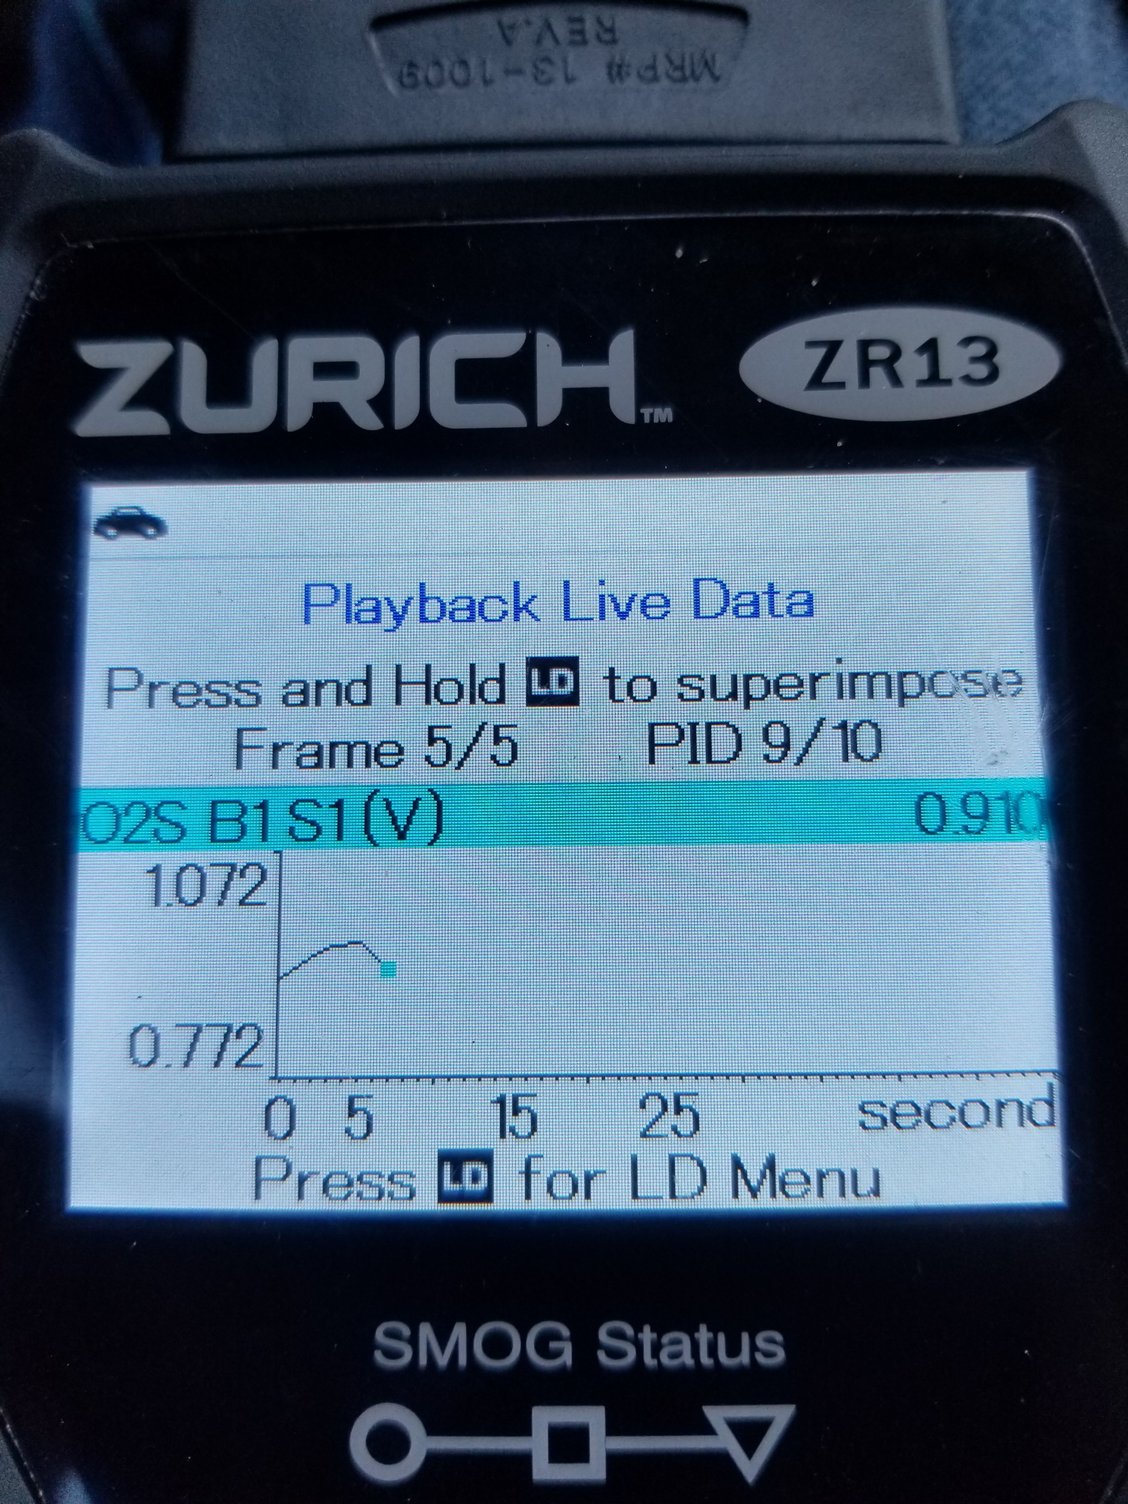 MRP# 13-1009
REV.A
ZURICH™ ZR13
Playback Live Data
Press and Hold LD to superimpose
Frame 5/5 PID 9/10
O2S B1 S1 (V) 0.910
1.072
0.772
0 5 15 25 second
Press LD for LD Menu
SMOG Status